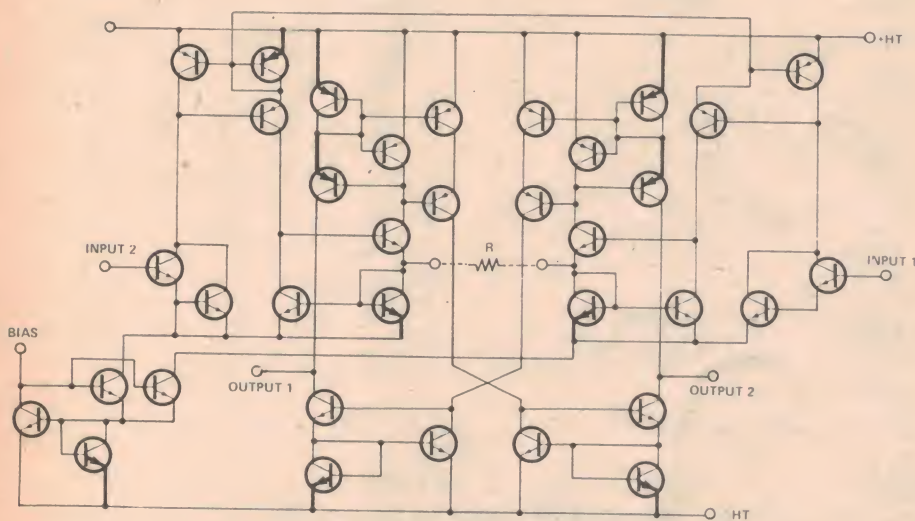 +HT
INPUT 2
R
INPUT 1
BIAS
OUTPUT 1
OUTPUT 2
-HT